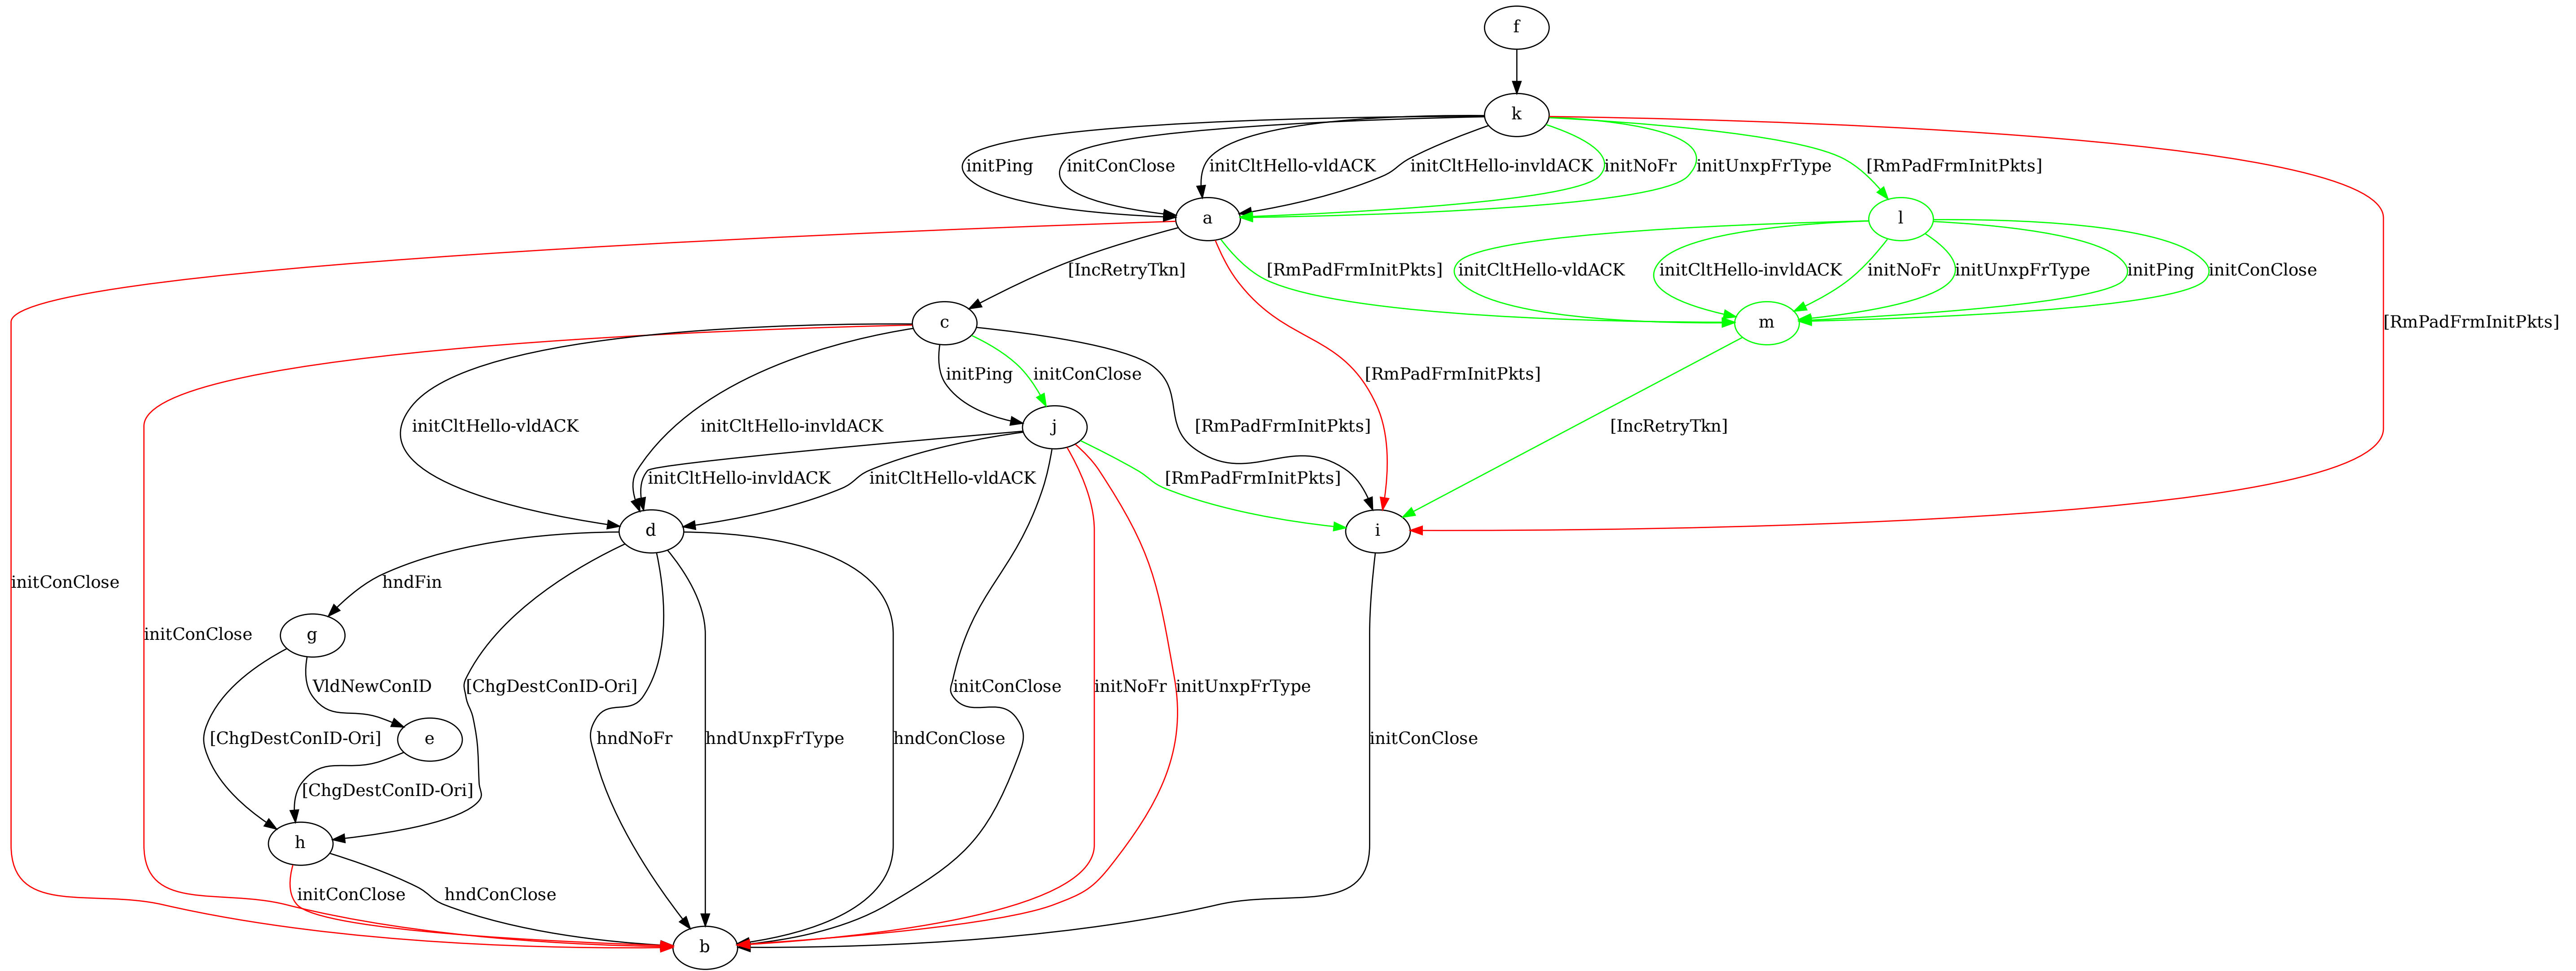 f
k
initPing
initConClose
initCltHello-vldACK
initCltHello-invldACK
initNoFr
initUnxpFrType
[RmPadFrmInitPkts]
a
l
[IncRetryTkn]
[RmPadFrmInitPkts]
initCltHello-vldACK
initCltHello-invldACK
initNoFr
initUnxpFrType
initPing
initConClose
c
m
[RmPadFrmInitPkts]
initPing
initConClose
[RmPadFrmInitPkts]
initCltHello-vldACK
initCltHello-invldACK
j
[RmPadFrmInitPkts]
[IncRetryTkn]
initCltHello-invldACK
initCltHello-vldACK
[RmPadFrmInitPkts]
d
i
initConClose
hndFin
initConClose
g
VldNewConID
[ChgDestConID-Ori]
initConClose
initNoFr
initUnxpFrType
[ChgDestConID-Ori]
e
hndNoFr
hndUnxpFrType
hndConClose
initConClose
[ChgDestConID-Ori]
h
initConClose
hndConClose
b